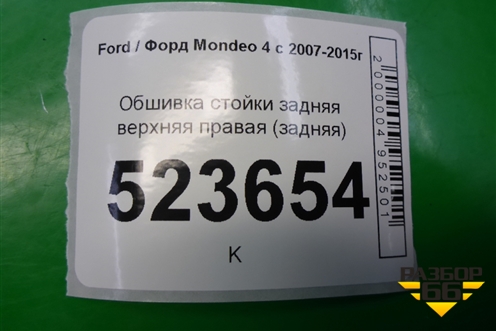 Ford / Форд Mondeo 4 с 2007-2015г
Обшивка стойки задняя
верхняя правая (задняя)
523654
К
2000004952501
РАЗБОР
66